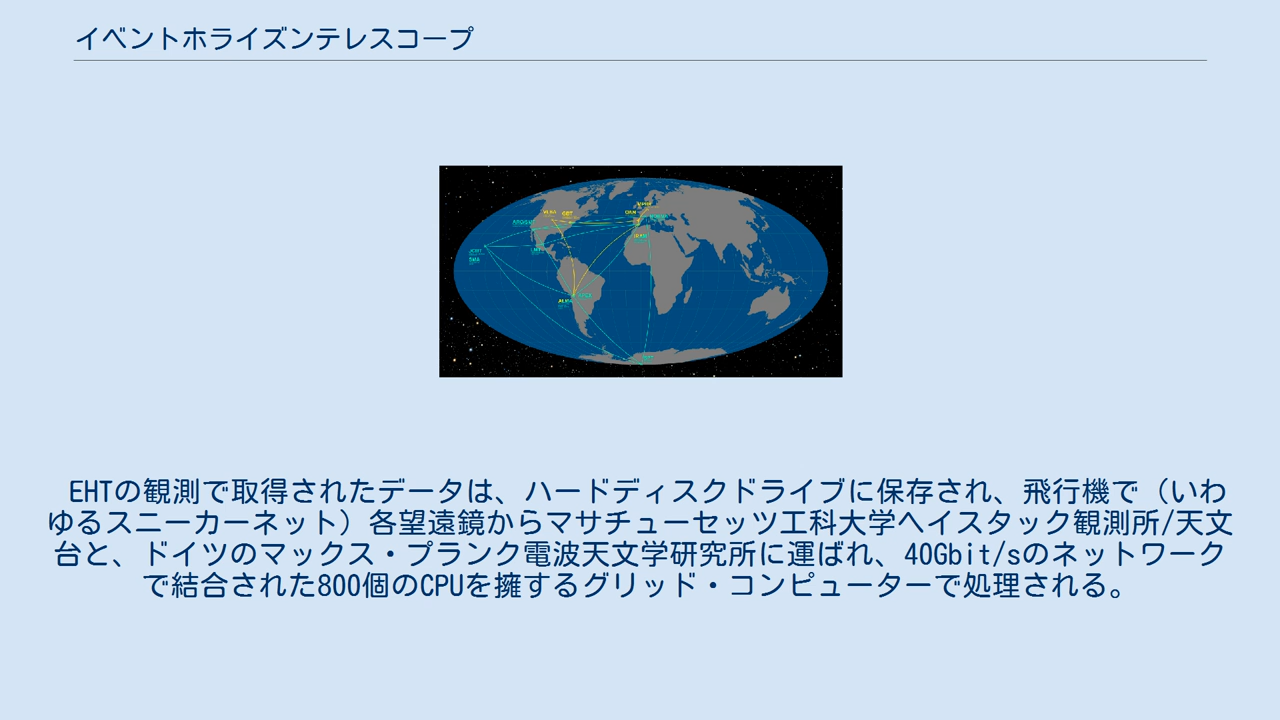 イベントホライズンテレスコープ
VLBA
GBT
ALMA
APEX
EHTの観測で取得されたデータは、ハードディスクドライブに保存され、飛行機で（いわ
ゆるスニーカーネット）各望遠鏡からマサチューセッツ工科大学ヘイスタック観測所/天文
台と、ドイツのマックス・プランク電波天文学研究所に運ばれ、40Gbit/sのネットワーク
で結合された800個のCPUを擁するグリッド・コンピューターで処理される。